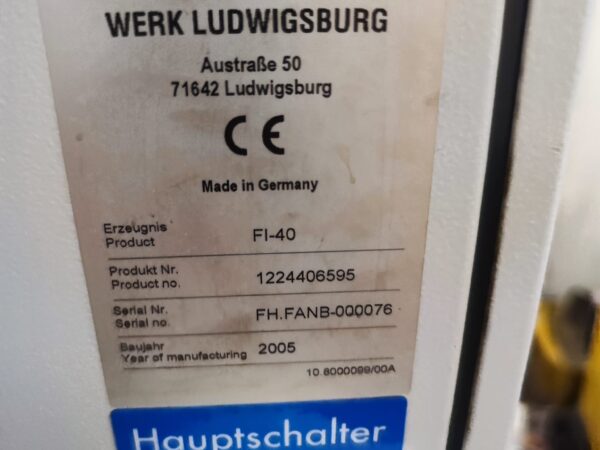 WERK LUDWIGSBURG
Austraße 50
71642 Ludwigsburg
CE
Made in Germany
Erzeugnis
Product FI-40
Produkt Nr.
Product no. 1224406595
Serial Nr.
Serial no. FH.FANB-000076
Baujahr
Year of manufacturing 2005
10.8000099/00A
Hauptschalter